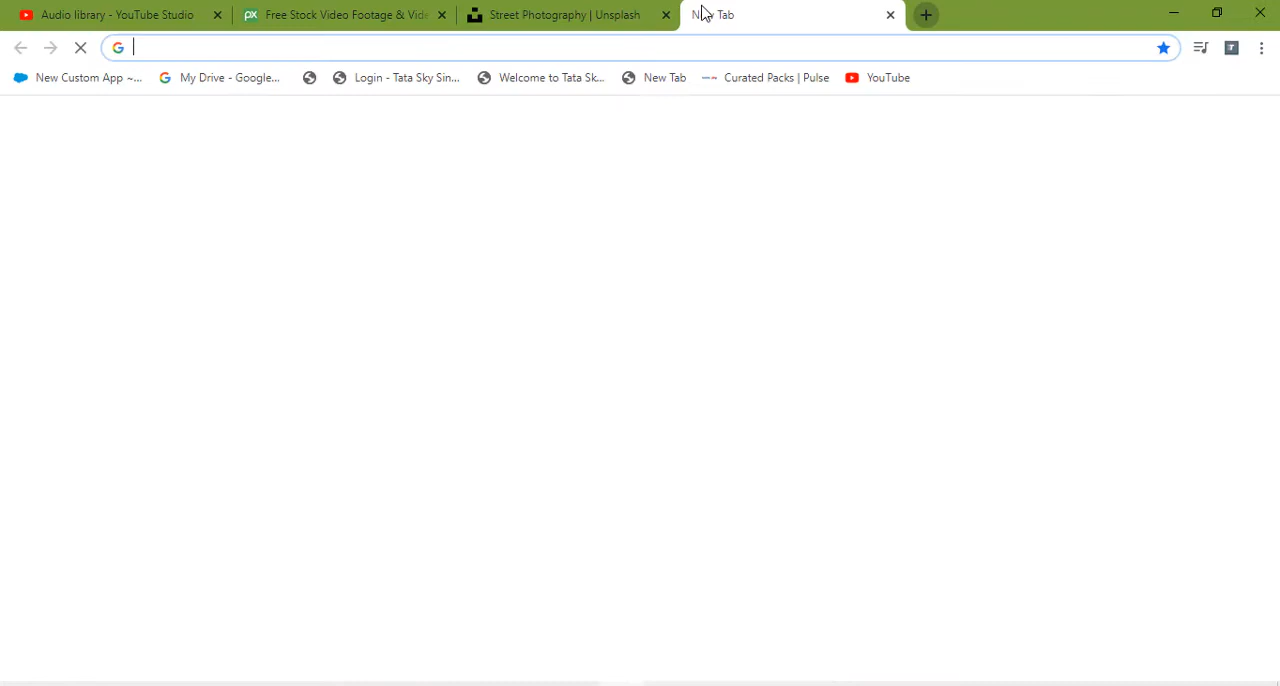 Audio library - YouTube Studio
Free Stock Video Footage & Vide
Street Photography | Unsplash
New Tab
New Custom App ~...
My Drive - Google...
Login - Tata Sky Sin...
Welcome to Tata Sk...
New Tab
Curated Packs | Pulse
YouTube